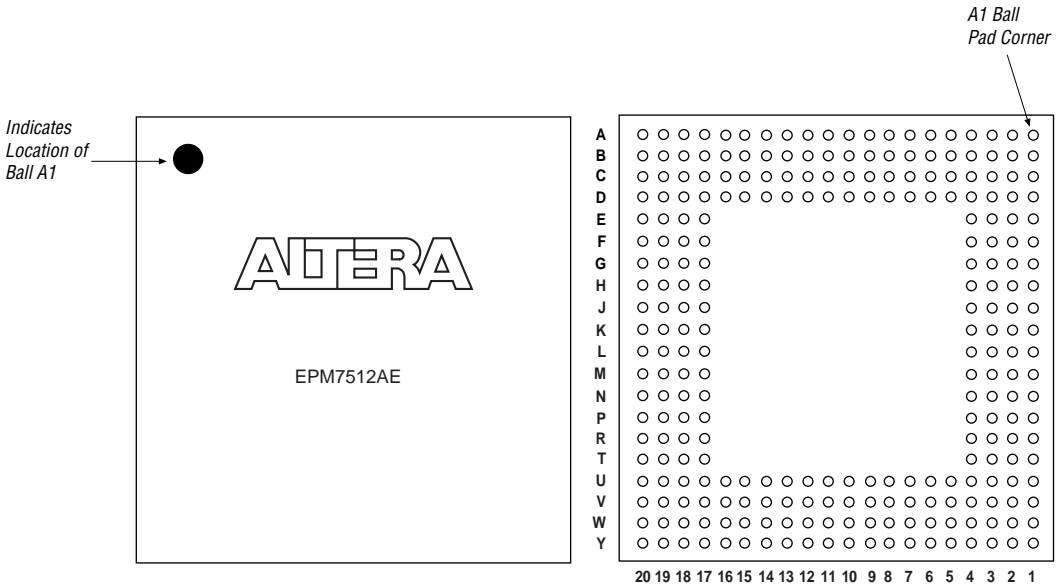 A1 Ball
Pad Corner
Indicates
Location of
Ball A1
ALTERA
EPM7512AE
A
B
C
D
E
F
G
H
J
K
L
M
N
P
R
T
U
V
W
Y
20 19 18 17 16 15 14 13 12 11 10 9 8 7 6 5 4 3 2 1